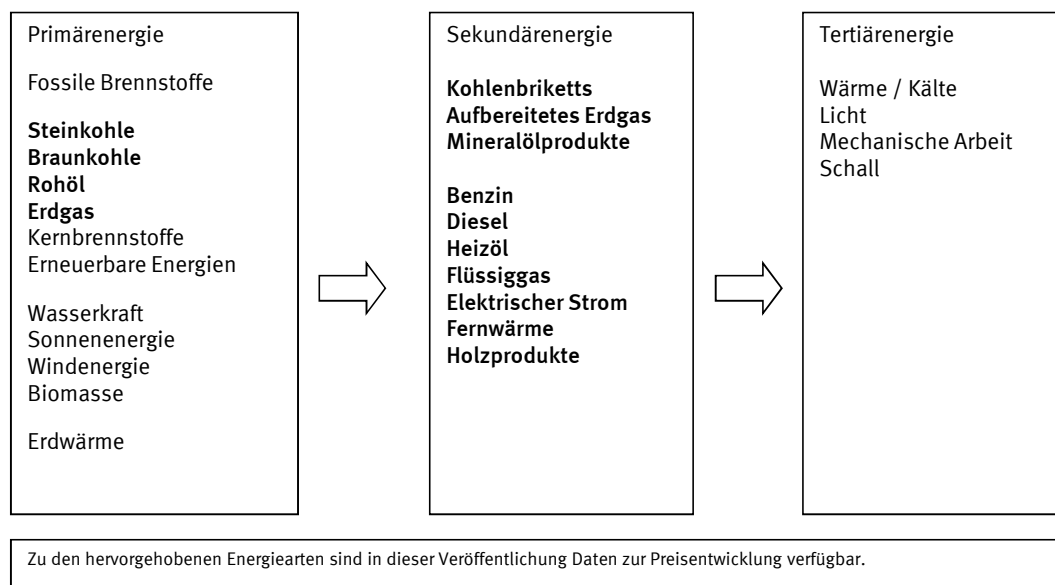 Primärenergie
Fossile Brennstoffe
Steinkohle
Braunkohle
Rohöl
Erdgas
Kernbrennstoffe
Erneuerbare Energien
Wasserkraft
Sonnenenergie
Windenergie
Biomasse
Erdwärme
Sekundärenergie
Kohlenbriketts
Aufbereitetes Erdgas
Mineralölprodukte
Benzin
Diesel
Heizöl
Flüssiggas
Elektrischer Strom
Fernwärme
Holzprodukte
Tertiärenergie
Wärme / Kälte
Licht
Mechanische Arbeit
Schall
Zu den hervorgehobenen Energiearten sind in dieser Veröffentlichung Daten zur Preisentwicklung verfügbar.